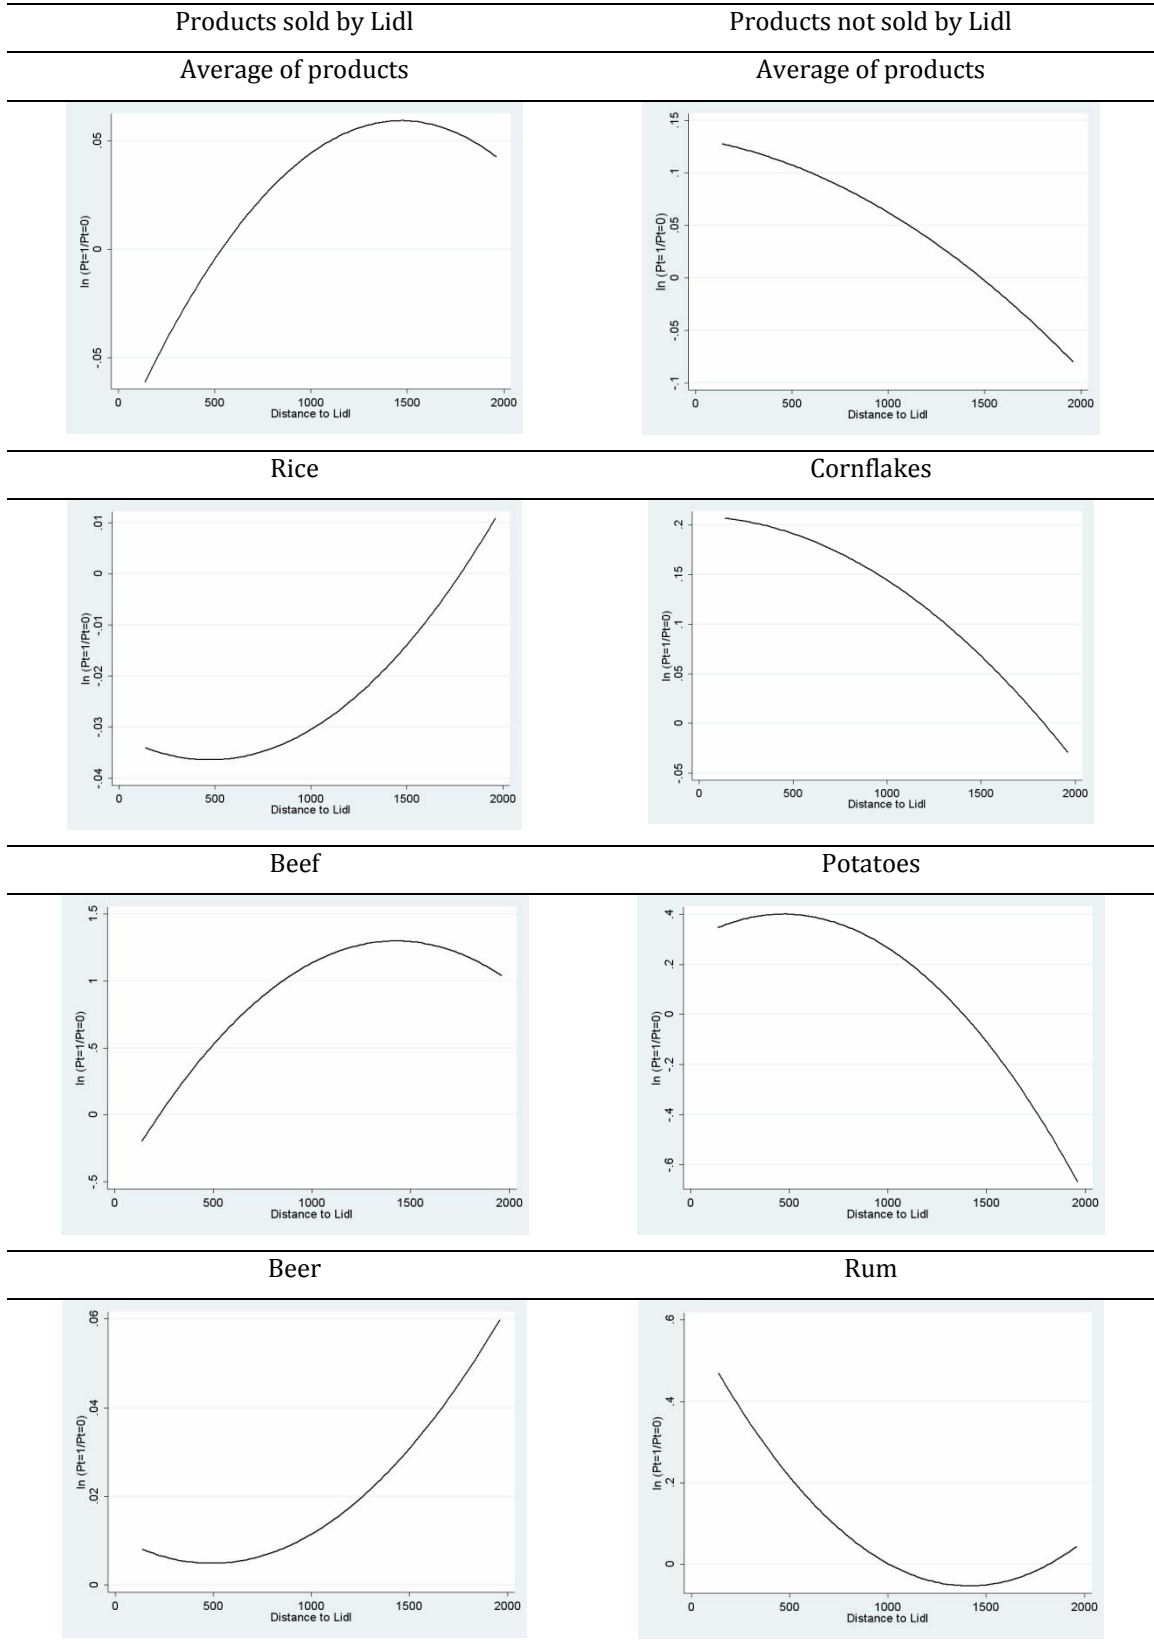 Products sold by Lidl Products not sold by Lidl
Average of products Average of products
.05
0
-.05
ln (Pt=1/Pt=0)
0 500 1000 1500 2000
Distance to Lidl
.15
.1
.05
0
-.05
-.1
ln (Pt=1/Pt=0)
0 500 1000 1500 2000
Distance to Lidl
Rice Cornflakes
.01
0
-.01
-.02
-.03
-.04
ln (Pt=1/Pt=0)
0 500 1000 1500 2000
Distance to Lidl
.2
.15
.1
.05
0
-.05
ln (Pt=1/Pt=0)
0 500 1000 1500 2000
Distance to Lidl
Beef Potatoes
1.5
1
.5
0
-.5
ln (Pt=1/Pt=0)
0 500 1000 1500 2000
Distance to Lidl
.4
.2
0
-.2
-.4
-.6
ln (Pt=1/Pt=0)
0 500 1000 1500 2000
Distance to Lidl
Beer Rum
.06
.04
.02
0
ln (Pt=1/Pt=0)
0 500 1000 1500 2000
Distance to Lidl
.6
.4
.2
0
ln (Pt=1/Pt=0)
0 500 1000 1500 2000
Distance to Lidl